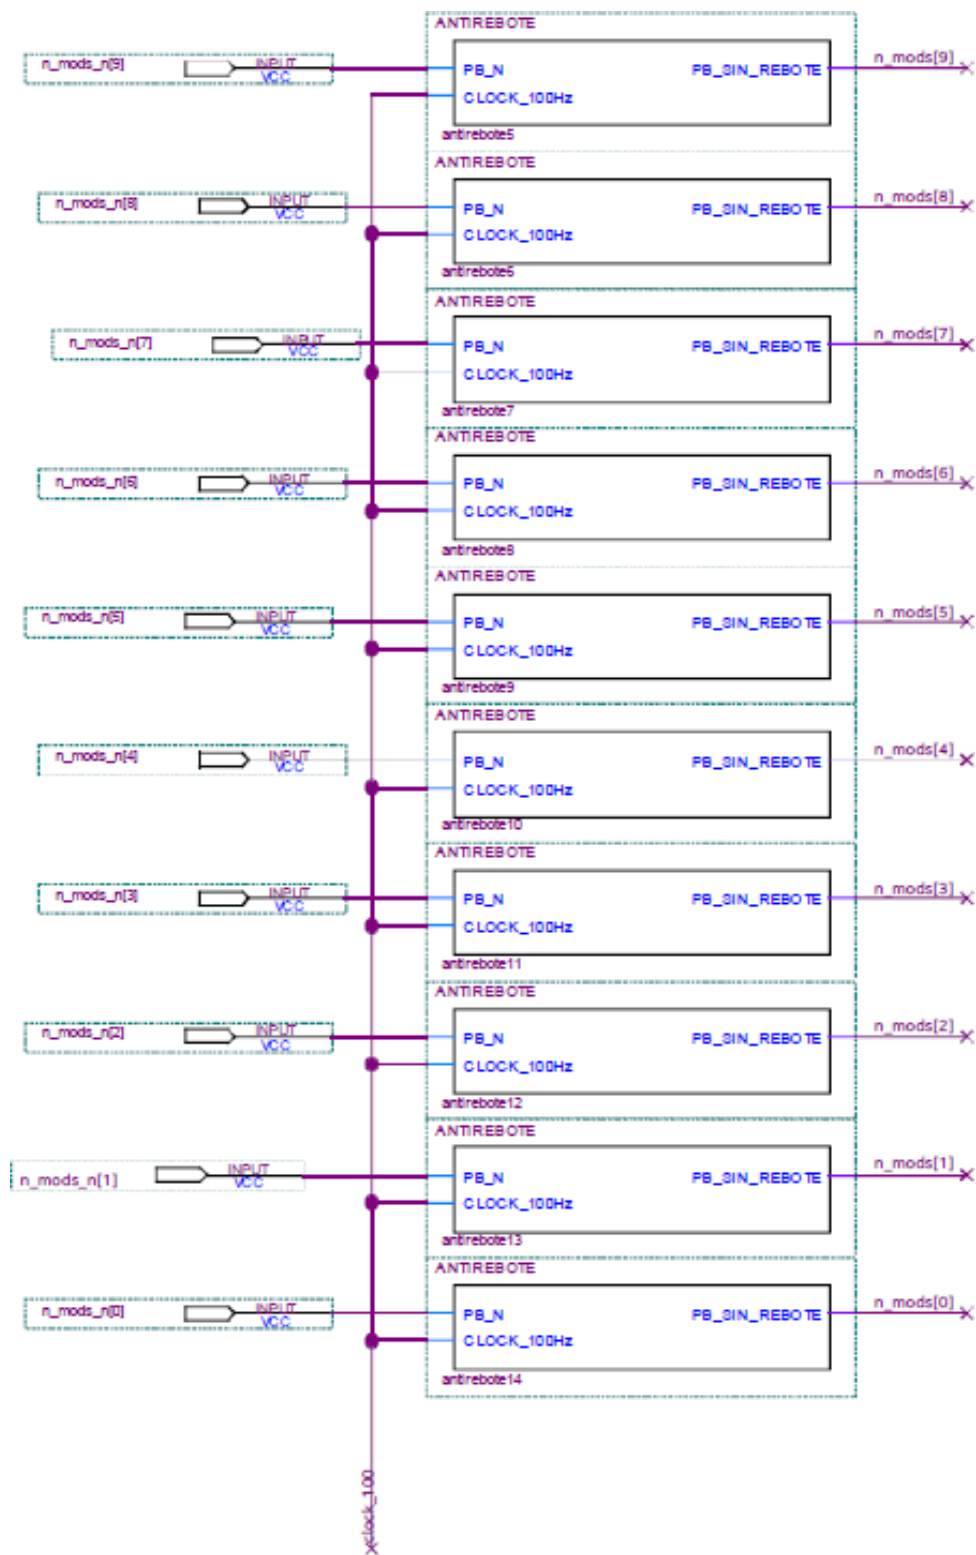 ANTIREBOTE
n_mods_n[9] INPUT VCC PB_N PB_SIN_REBOTE n_mods[9]
CLOCK_100Hz
antirebote5
ANTIREBOTE
n_mods_n[8] INPUT VCC PB_N PB_SIN_REBOTE n_mods[8]
CLOCK_100Hz
antirebote6
ANTIREBOTE
n_mods_n[7] INPUT VCC PB_N PB_SIN_REBOTE n_mods[7]
CLOCK_100Hz
antirebote7
ANTIREBOTE
n_mods_n[6] INPUT VCC PB_N PB_SIN_REBOTE n_mods[6]
CLOCK_100Hz
antirebote8
ANTIREBOTE
n_mods_n[5] INPUT VCC PB_N PB_SIN_REBOTE n_mods[5]
CLOCK_100Hz
antirebote9
ANTIREBOTE
n_mods_n[4] INPUT VCC PB_N PB_SIN_REBOTE n_mods[4]
CLOCK_100Hz
antirebote10
ANTIREBOTE
n_mods_n[3] INPUT VCC PB_N PB_SIN_REBOTE n_mods[3]
CLOCK_100Hz
antirebote11
ANTIREBOTE
n_mods_n[2] INPUT VCC PB_N PB_SIN_REBOTE n_mods[2]
CLOCK_100Hz
antirebote12
ANTIREBOTE
n_mods_n[1] INPUT VCC PB_N PB_SIN_REBOTE n_mods[1]
CLOCK_100Hz
antirebote13
ANTIREBOTE
n_mods_n[0] INPUT VCC PB_N PB_SIN_REBOTE n_mods[0]
CLOCK_100Hz
antirebote14
clock_100